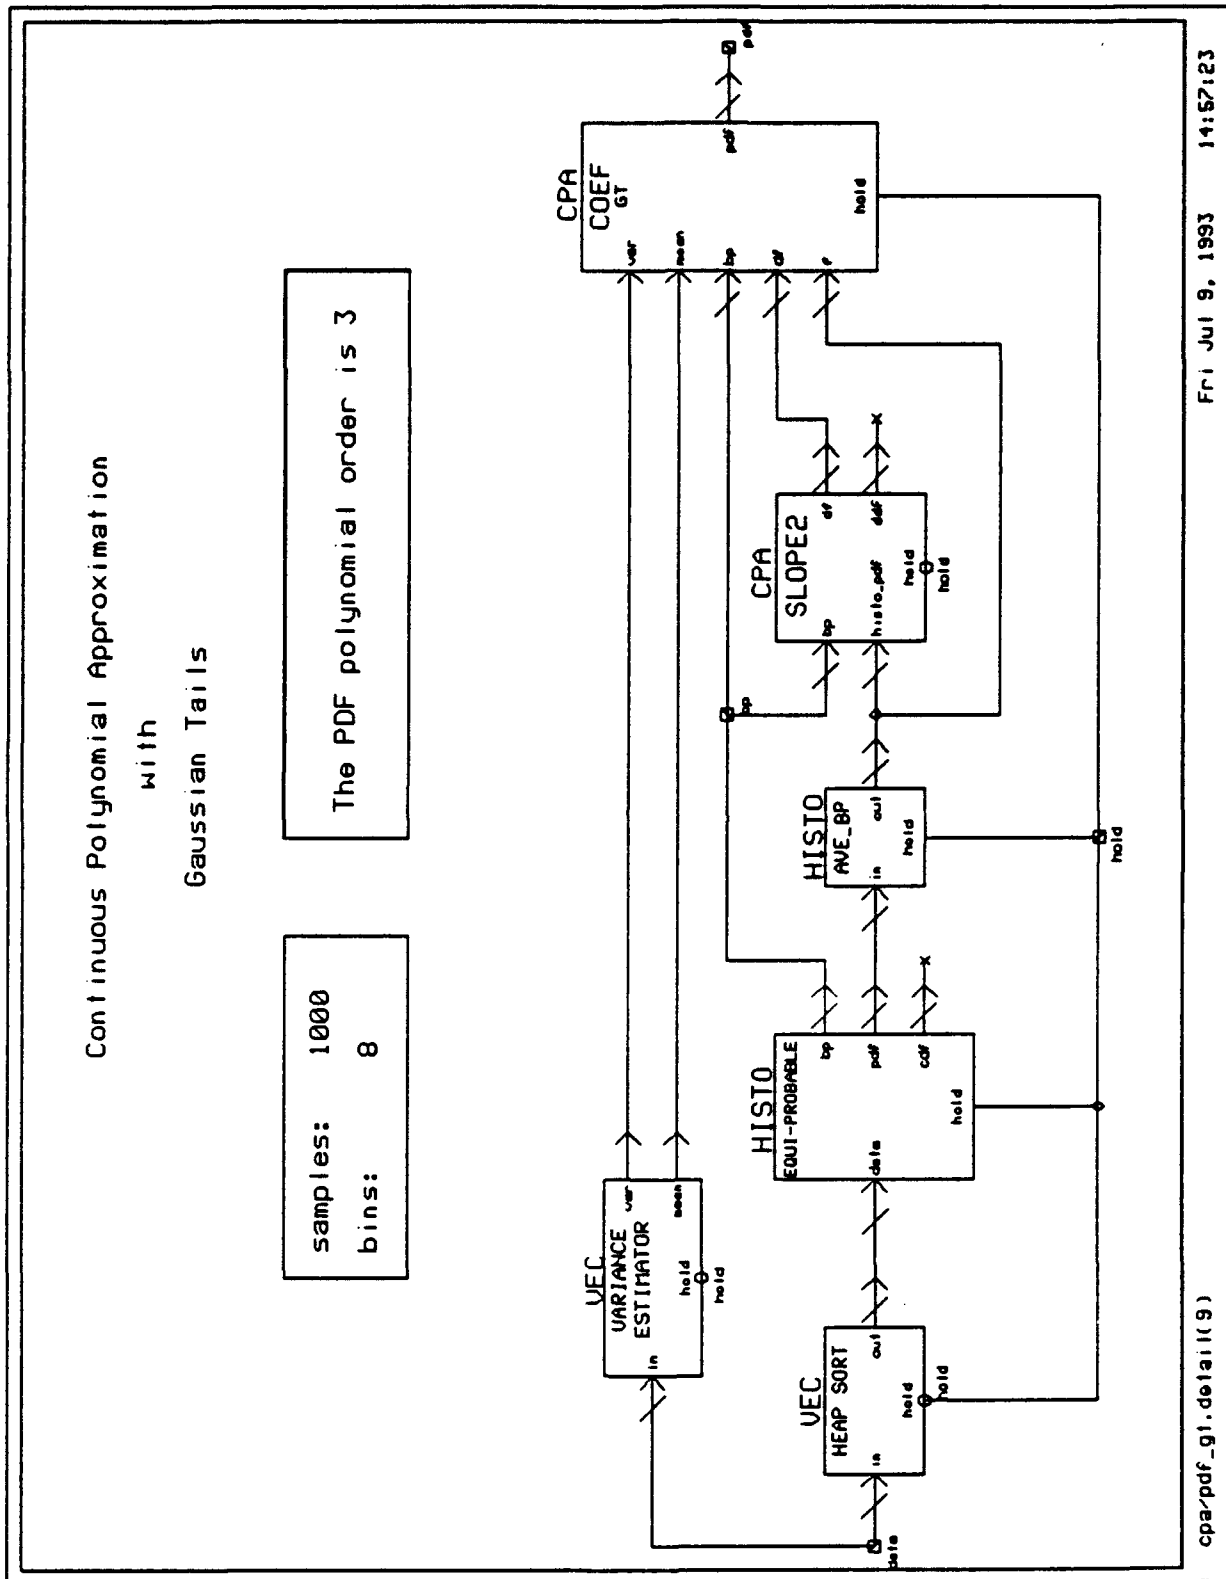 Continuous Polynomial Approximation
with
Gaussian Tails
samples: 1000
bins: 8
The PDF polynomial order is 3
VEC
VARIANCE
ESTIMATOR
in
var
mean
hold
hold
VEC
HEAP SORT
in
out
hold
hold
data
HISTO
EQUI-PROBABLE
data
bp
pdf
cdf
hold
HISTO
AVE_BP
in
out
hold
bp
CPA
SLOPE2
bp
histo_pdf
df
ddf
hold
hold
CPA
COEF
GT
var
mean
bp
df
f
pdf
hold
pdf
hold
cpa/pdf_gt.detail(9)
Fri Jul 9, 1993 14:57:23